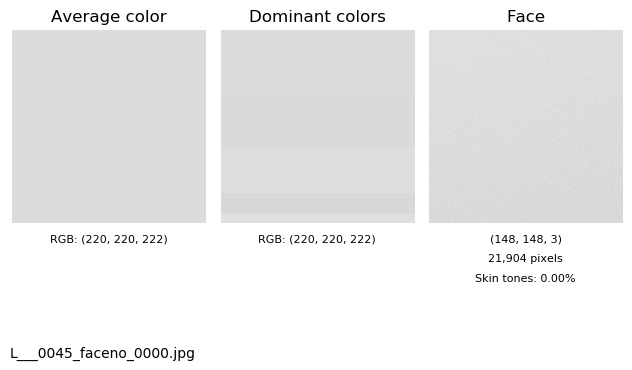 Average color
Dominant colors
Face
RGB: (220, 220, 222)
RGB: (220, 220, 222)
(148, 148, 3)
21,904 pixels
Skin tones: 0.00%
L___0045_faceno_0000.jpg